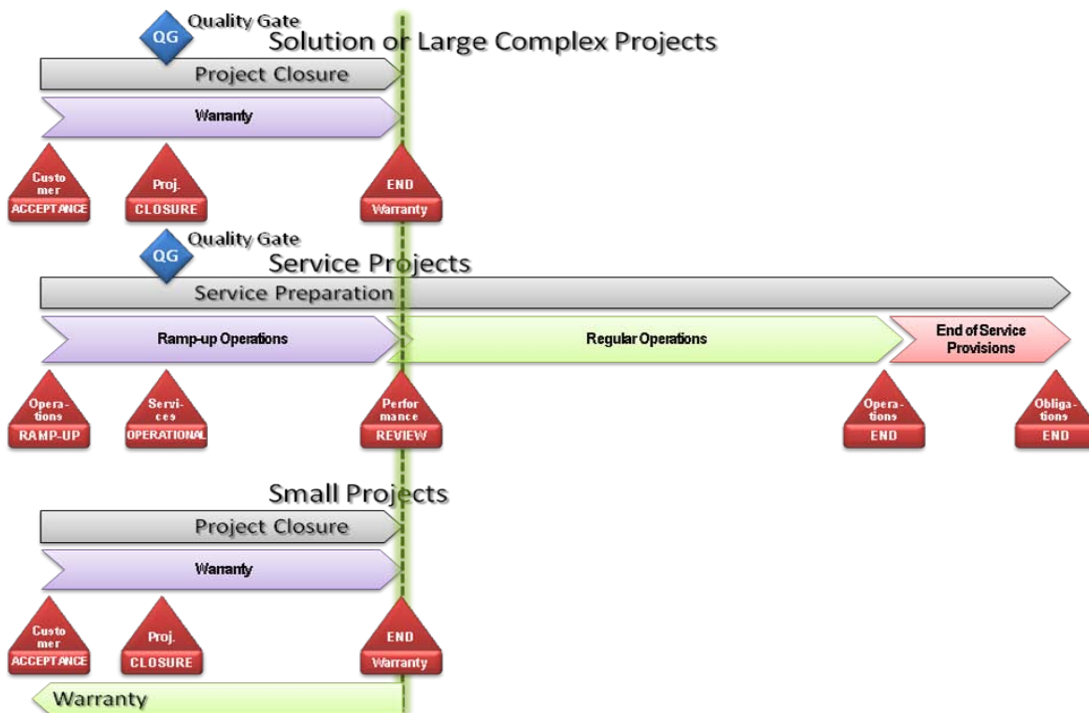 Quality Gate
QG
Solution or Large Complex Projects
Project Closure
Warranty
Custo
mer
ACCEPTANCE
Proj.
CLOSURE
END
Warranty
Quality Gate
QG
Service Projects
Service Preparation
Ramp-up Operations
Regular Operations
End of Service
Provisions
Opera-
tions
RAMP-UP
Servi-
ces
OPERATIONAL
Perfor
mance
REVIEW
Opera-
tions
END
Obliga-
tions
END
Small Projects
Project Closure
Warranty
Custo
mer
ACCEPTANCE
Proj.
CLOSURE
END
Warranty
Warranty